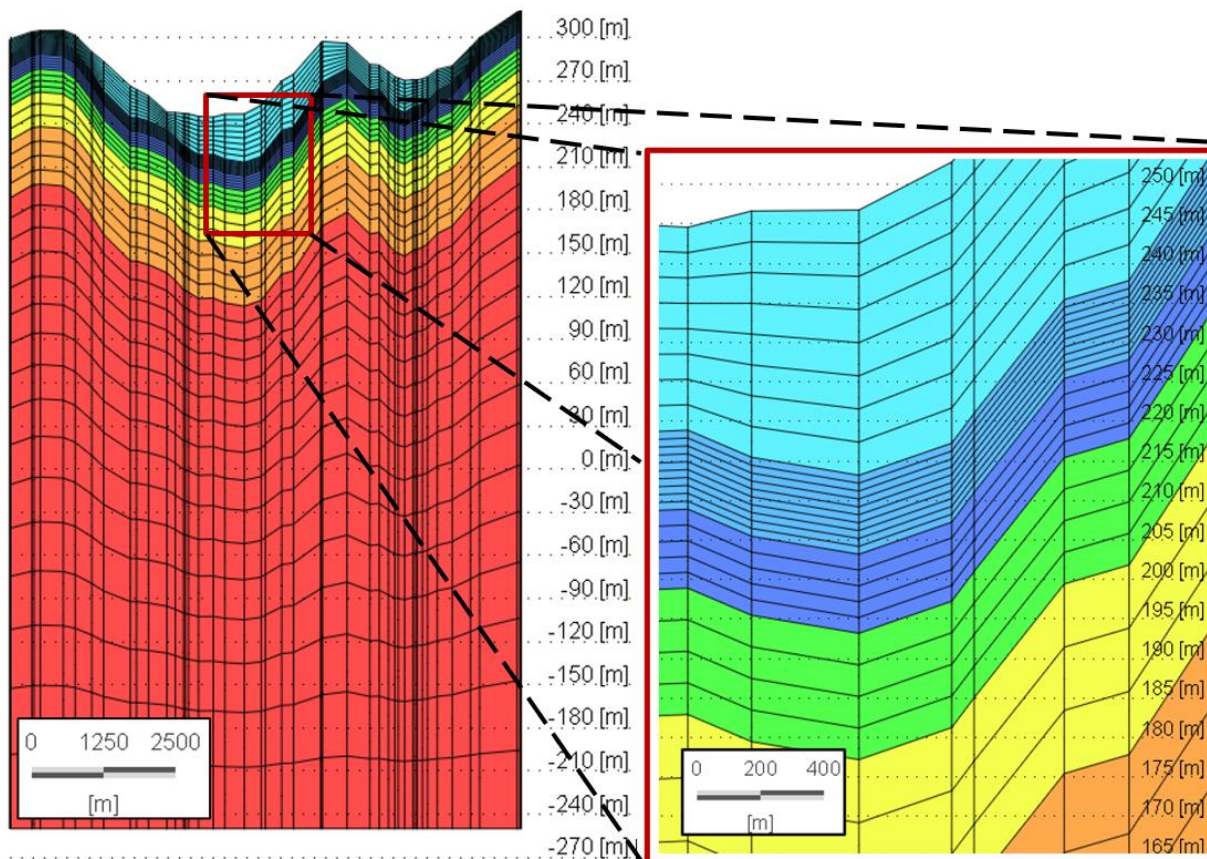 300 [m]
270 [m]
240 [m]
210 [m]
180 [m]
150 [m]
120 [m]
90 [m]
60 [m]
30 [m]
0 [m]
-30 [m]
-60 [m]
-90 [m]
-120 [m]
-150 [m]
-180 [m]
-210 [m]
-240 [m]
-270 [m]
0 1250 2500
[m]
250 [m]
245 [m]
240 [m]
235 [m]
230 [m]
225 [m]
220 [m]
215 [m]
210 [m]
205 [m]
200 [m]
195 [m]
190 [m]
185 [m]
180 [m]
175 [m]
170 [m]
165 [m]
0 200 400
[m]